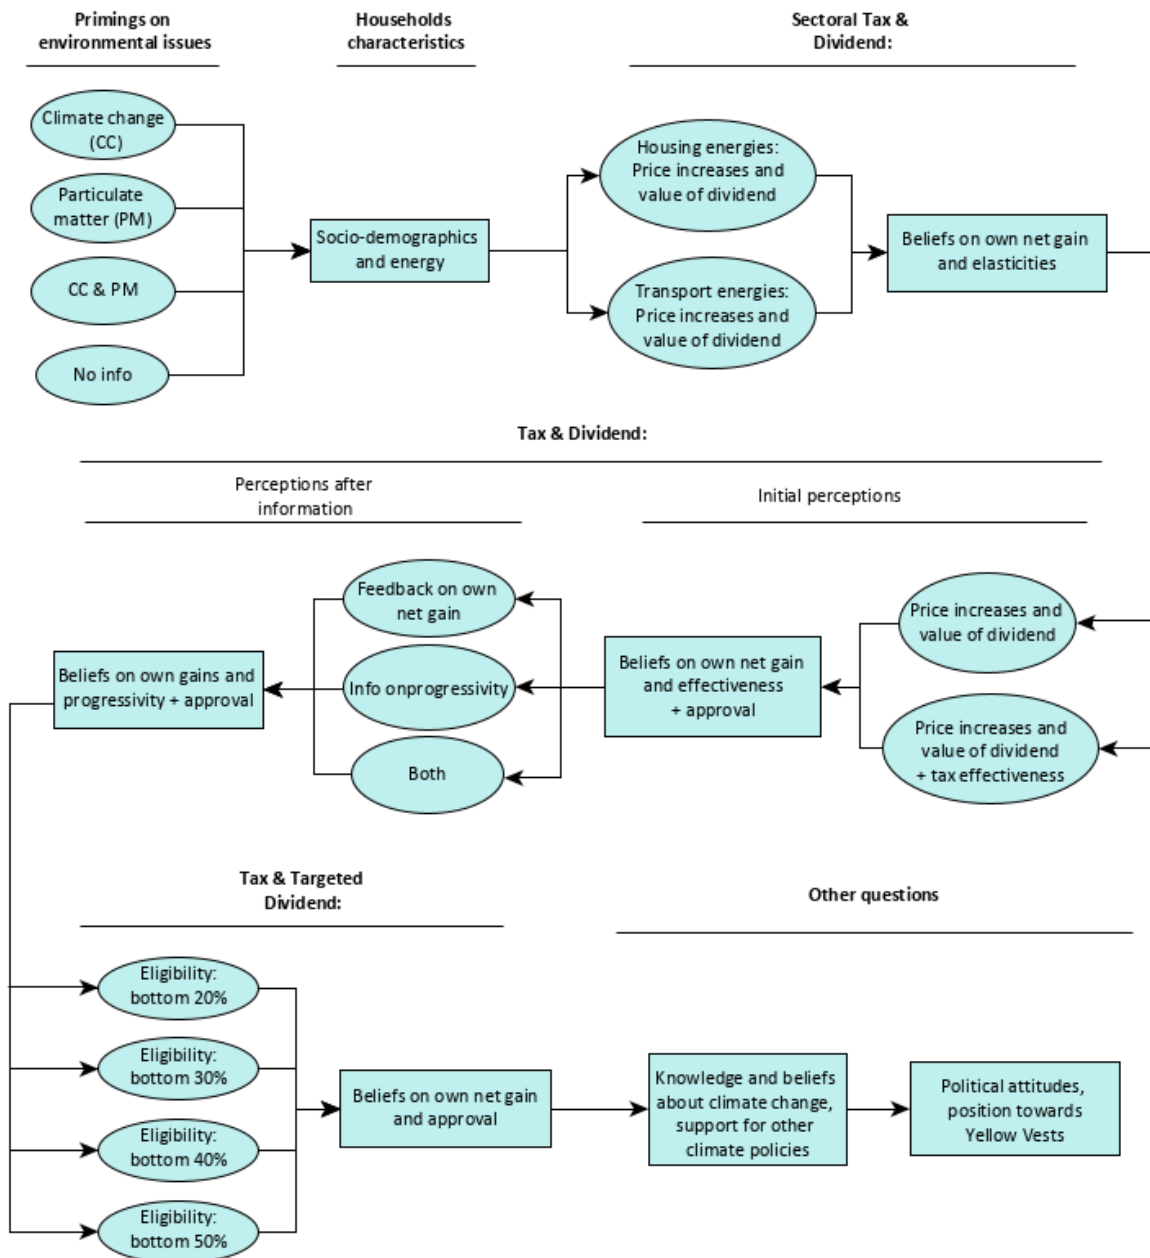 Primings on
environmental issues
Households
characteristics
Sectoral Tax &
Dividend:
Climate change
(CC)
Particulate
matter (PM)
CC & PM
No info
Socio-demographics
and energy
Housing energies:
Price increases and
value of dividend
Transport energies:
Price increases and
value of dividend
Beliefs on own net gain
and elasticities
Tax & Dividend:
Perceptions after
information
Initial perceptions
Price increases and
value of dividend
Price increases and
value of dividend
+ tax effectiveness
Beliefs on own net gain
and effectiveness
+ approval
Feedback on own
net gain
Info onprogressivity
Both
Beliefs on own gains and
progressivity + approval
Tax & Targeted
Dividend:
Other questions
Eligibility:
bottom 20%
Eligibility:
bottom 30%
Eligibility:
bottom 40%
Eligibility:
bottom 50%
Beliefs on own net gain
and approval
Knowledge and beliefs
about climate change,
support for other
climate policies
Political attitudes,
position towards
Yellow Vests